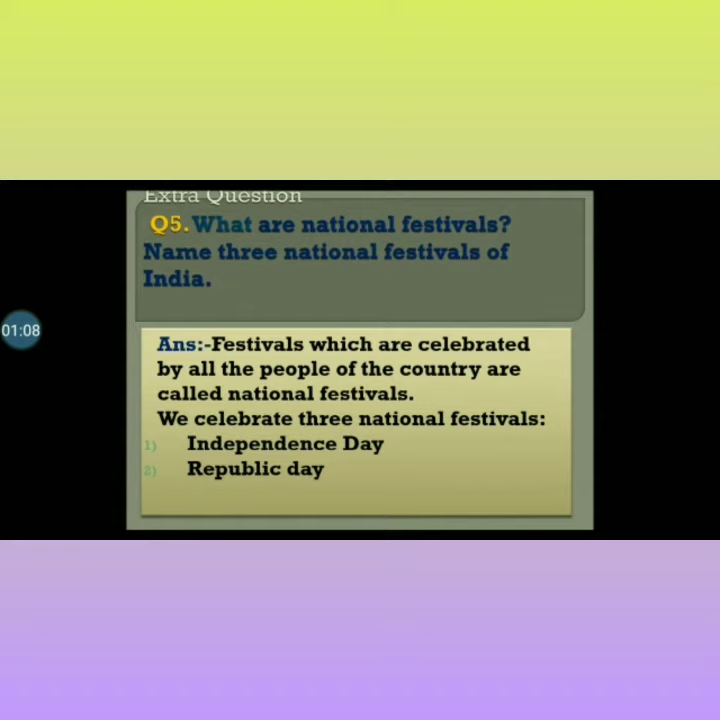 Extra Question
Q5. What are national festivals?
Name three national festivals of
India.
01:08
Ans:-Festivals which are celebrated
by all the people of the country are
called national festivals.
We celebrate three national festivals:
1) Independence Day
2) Republic day